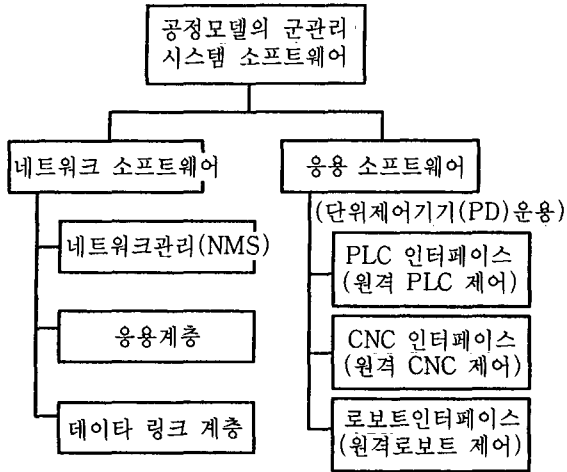 공정모델의 군관리
시스템 소프트웨어
네트워크 소프트웨어
네트워크관리(NMS)
응용계층
데이타 링크 계층
응용 소프트웨어
(단위제어기기(PD)운용)
PLC 인터페이스
(원격 PLC 제어)
CNC 인터페이스
(원격 CNC 제어)
로보트인터페이스
(원격로보트 제어)